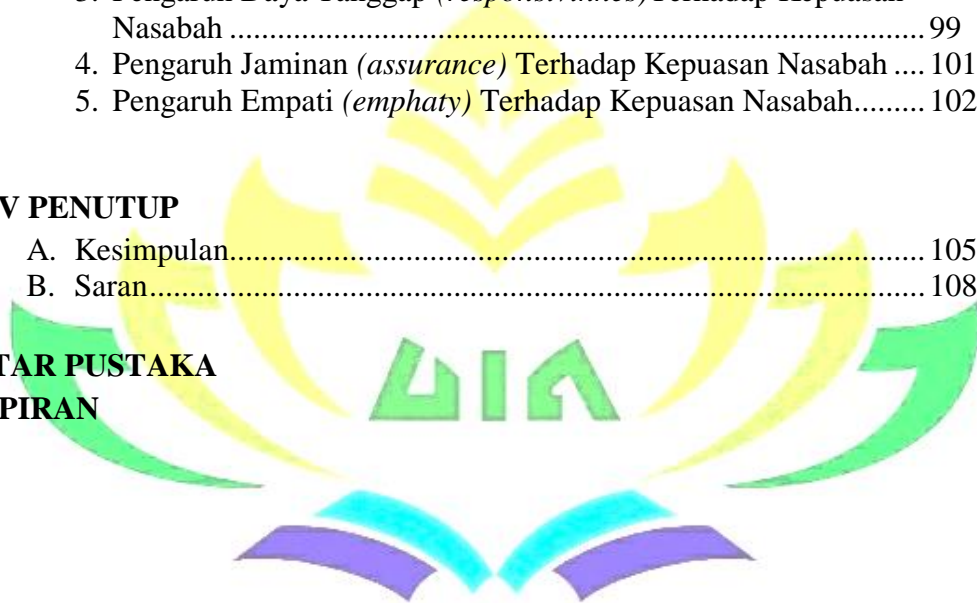 Nasabah .......................................................................................... 99
4. Pengaruh Jaminan (assurance) Terhadap Kepuasan Nasabah .... 101
5. Pengaruh Empati (emphaty) Terhadap Kepuasan Nasabah......... 102
V PENUTUP
A. Kesimpulan.......................................................................................... 105
B. Saran.................................................................................................... 108
TAR PUSTAKA
PIRAN
UIN